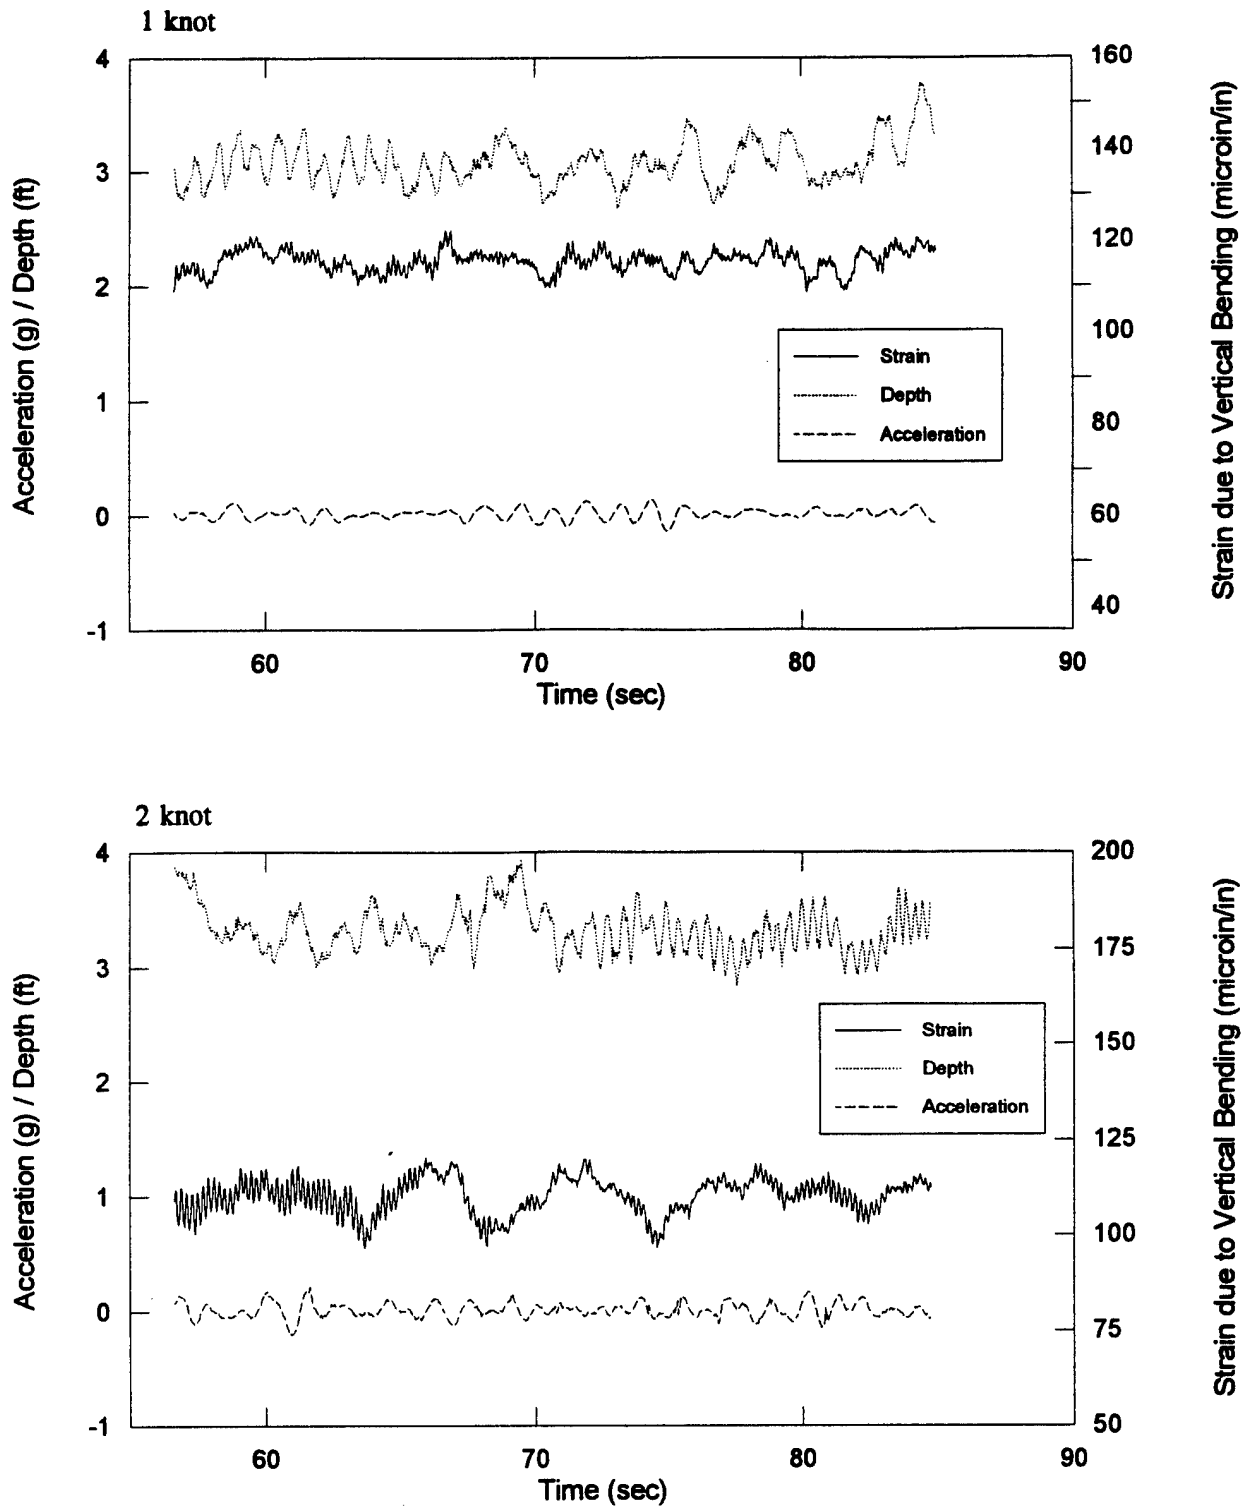 1 knot
4
3
2
1
0
-1
Acceleration (g) / Depth (ft)
160
140
120
100
80
60
40
Strain due to Vertical Bending (microin/in)
Strain
Depth
Acceleration
60
70
80
90
Time (sec)
2 knot
4
3
2
1
0
-1
Acceleration (g) / Depth (ft)
200
175
150
125
100
75
50
Strain due to Vertical Bending (microin/in)
Strain
Depth
Acceleration
60
70
80
90
Time (sec)